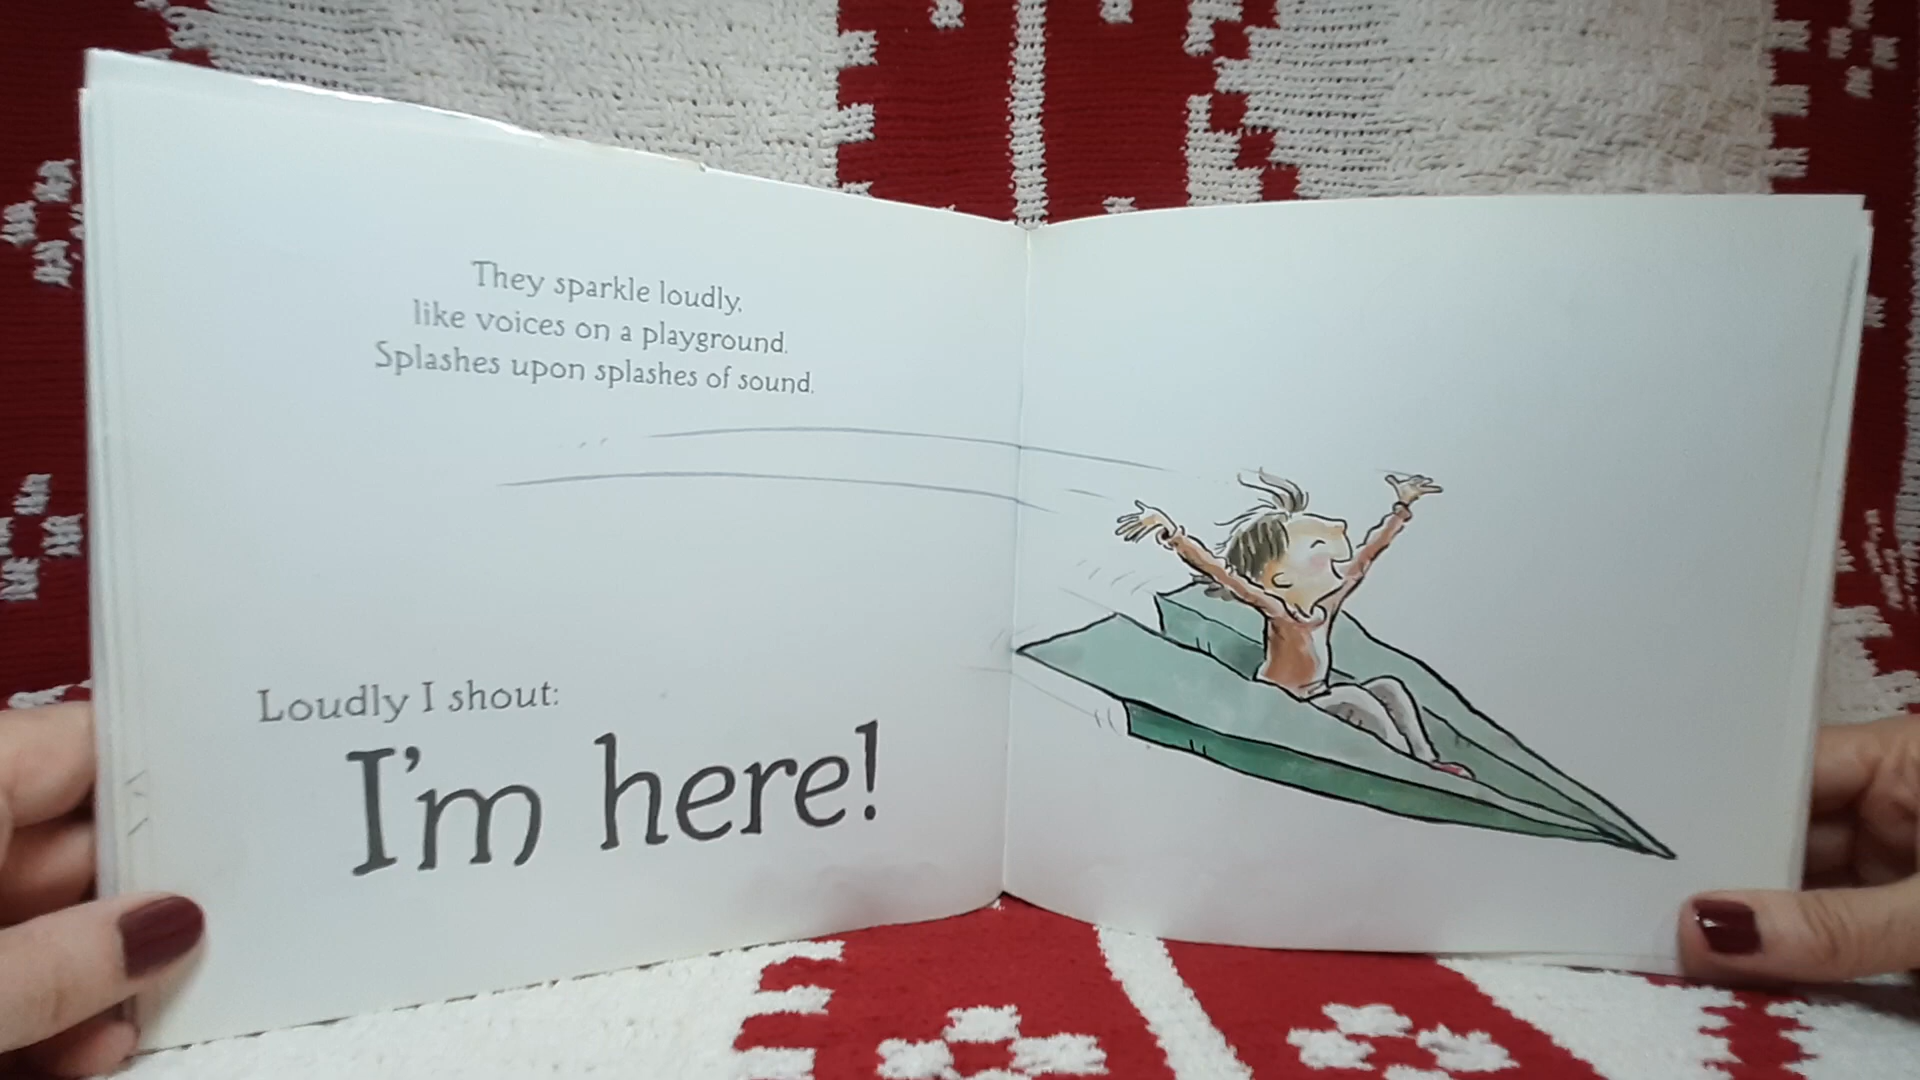 They sparkle loudly,
like voices on a playground.
Splashes upon splashes of sound.
Loudly I shout:
I'm here!